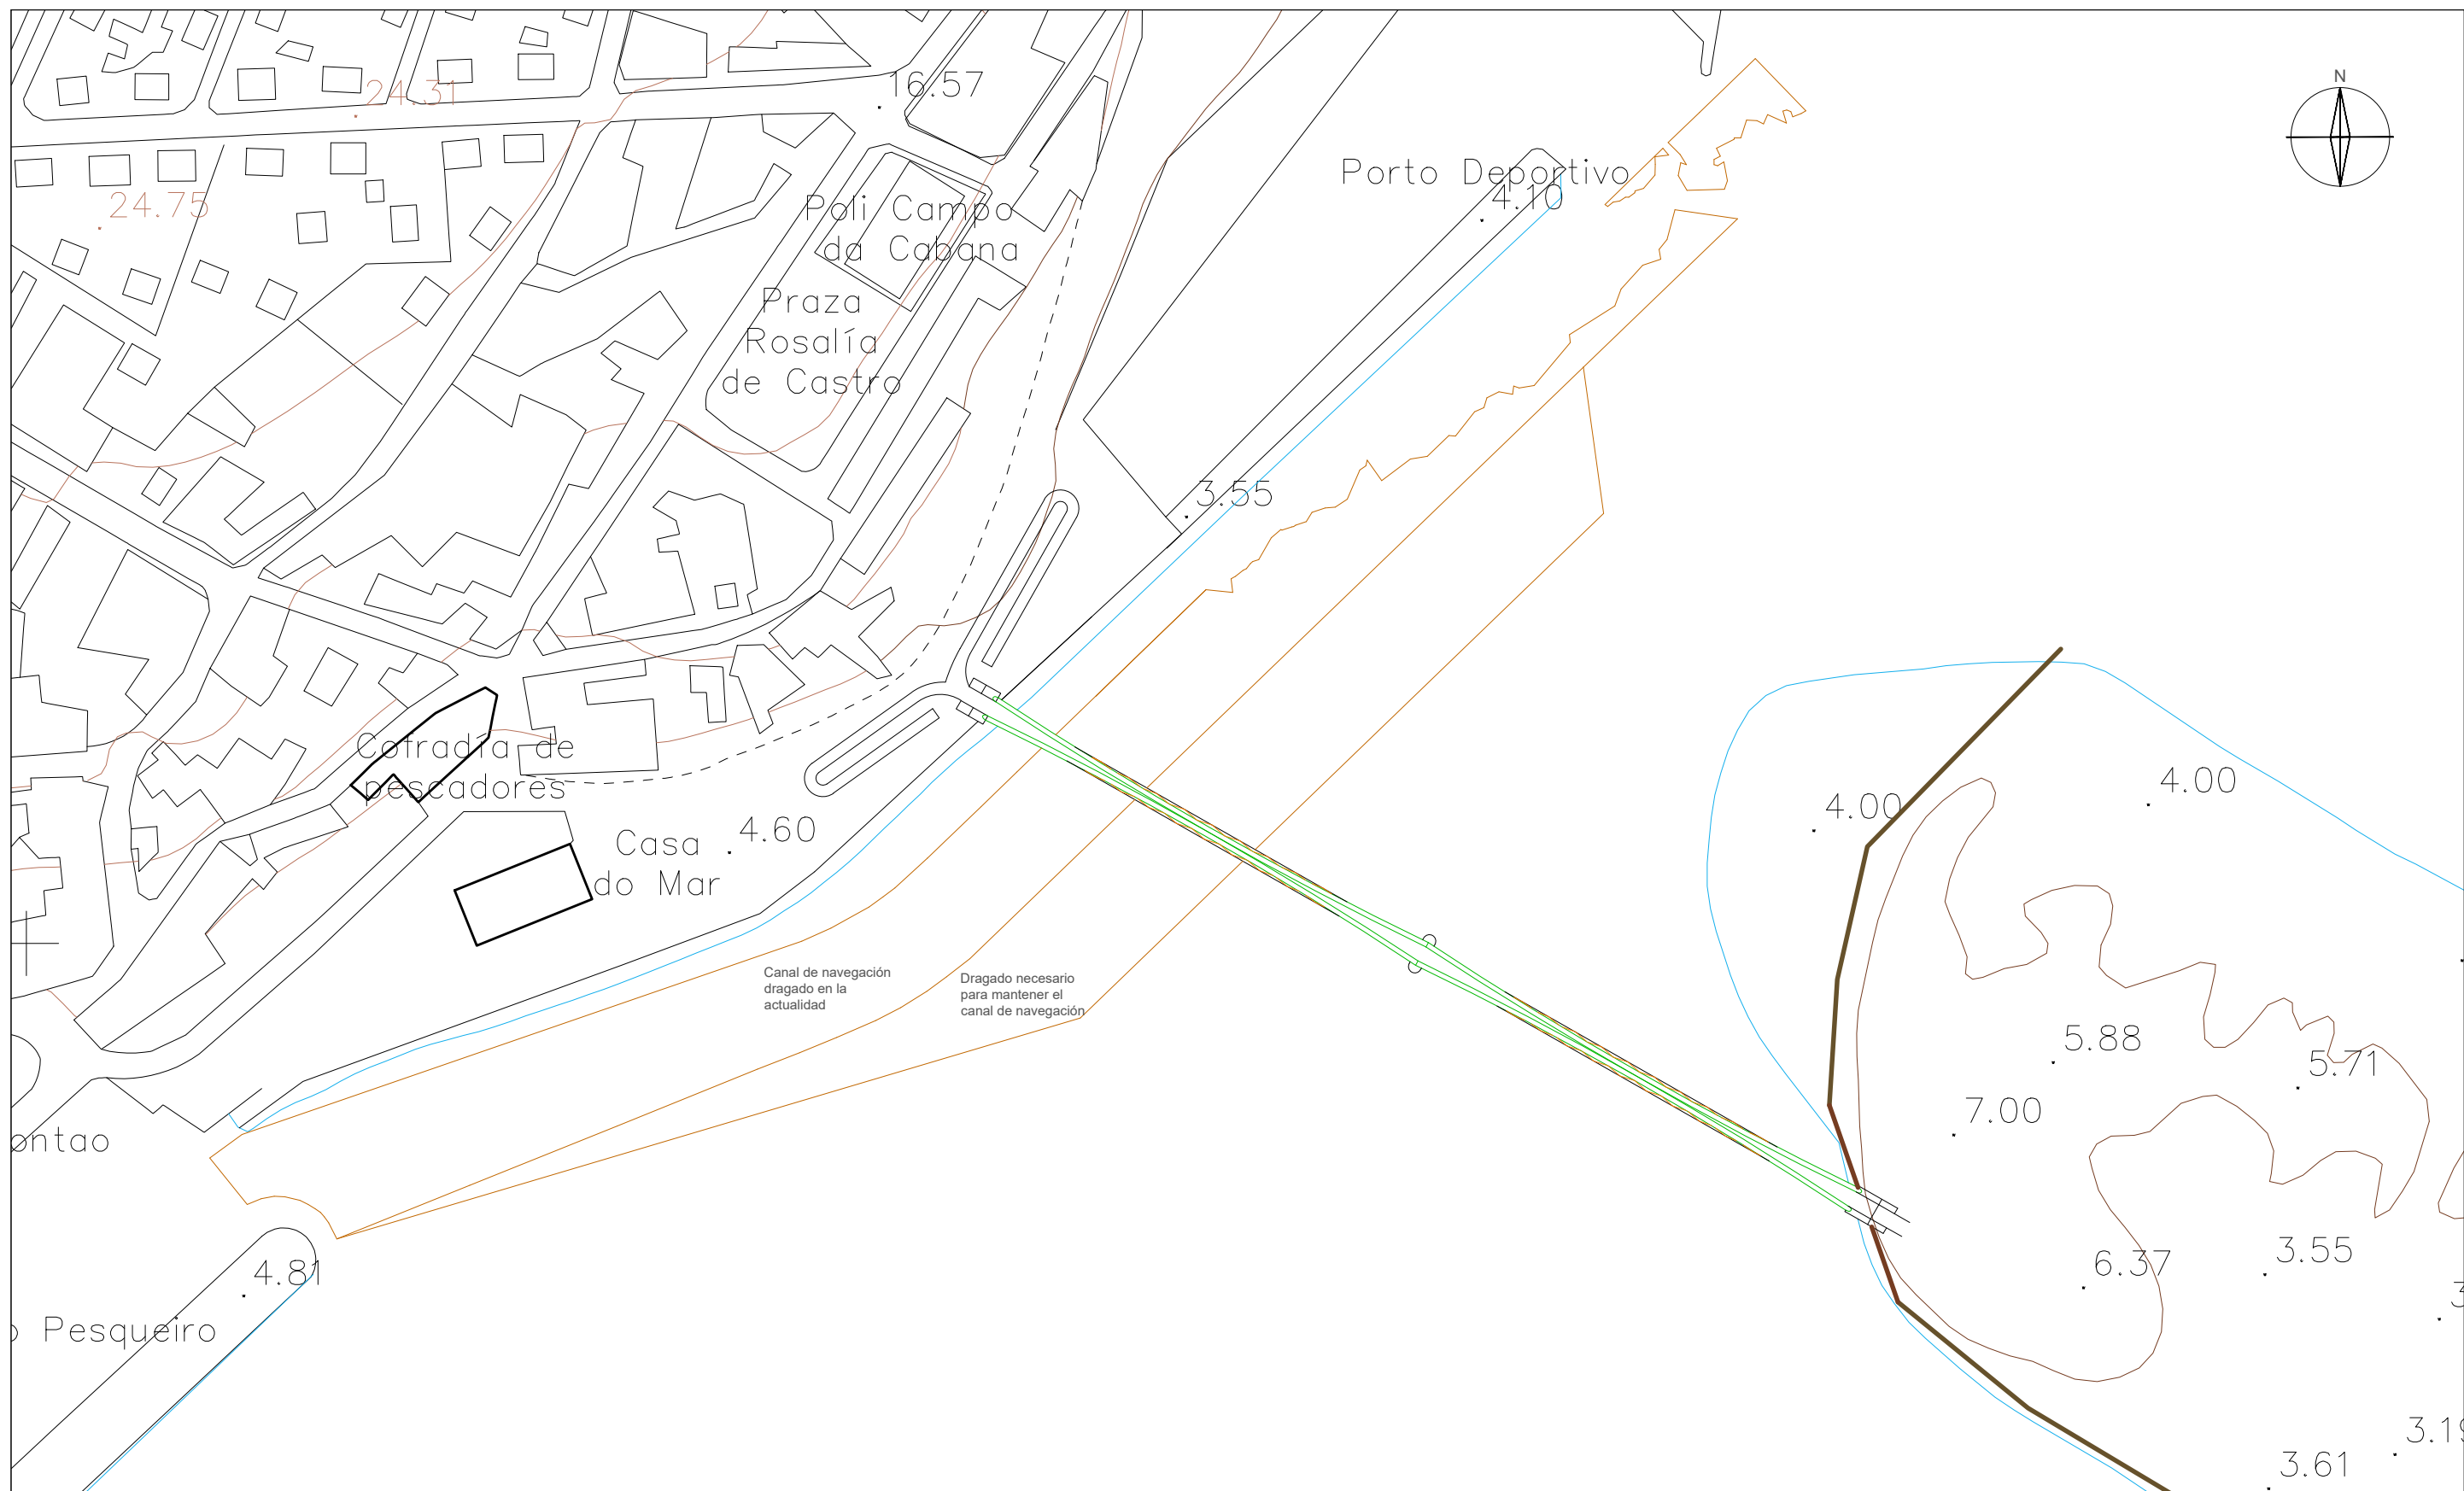 N
24.31
16.57
24.75
Porto Deportivo
4.10
Poli Campo
da Cabana
Praza
Rosalía
de Castro
3.55
Cofradía de
pescadores
4.00
4.00
4.60
Casa
do Mar
Canal de navegación
dragado en la
actualidad
Dragado necesario
para mantener el
canal de navegación
5.88
5.71
7.00
ontao
4.81
6.37
3.55
Pesqueiro
3.19
3.61